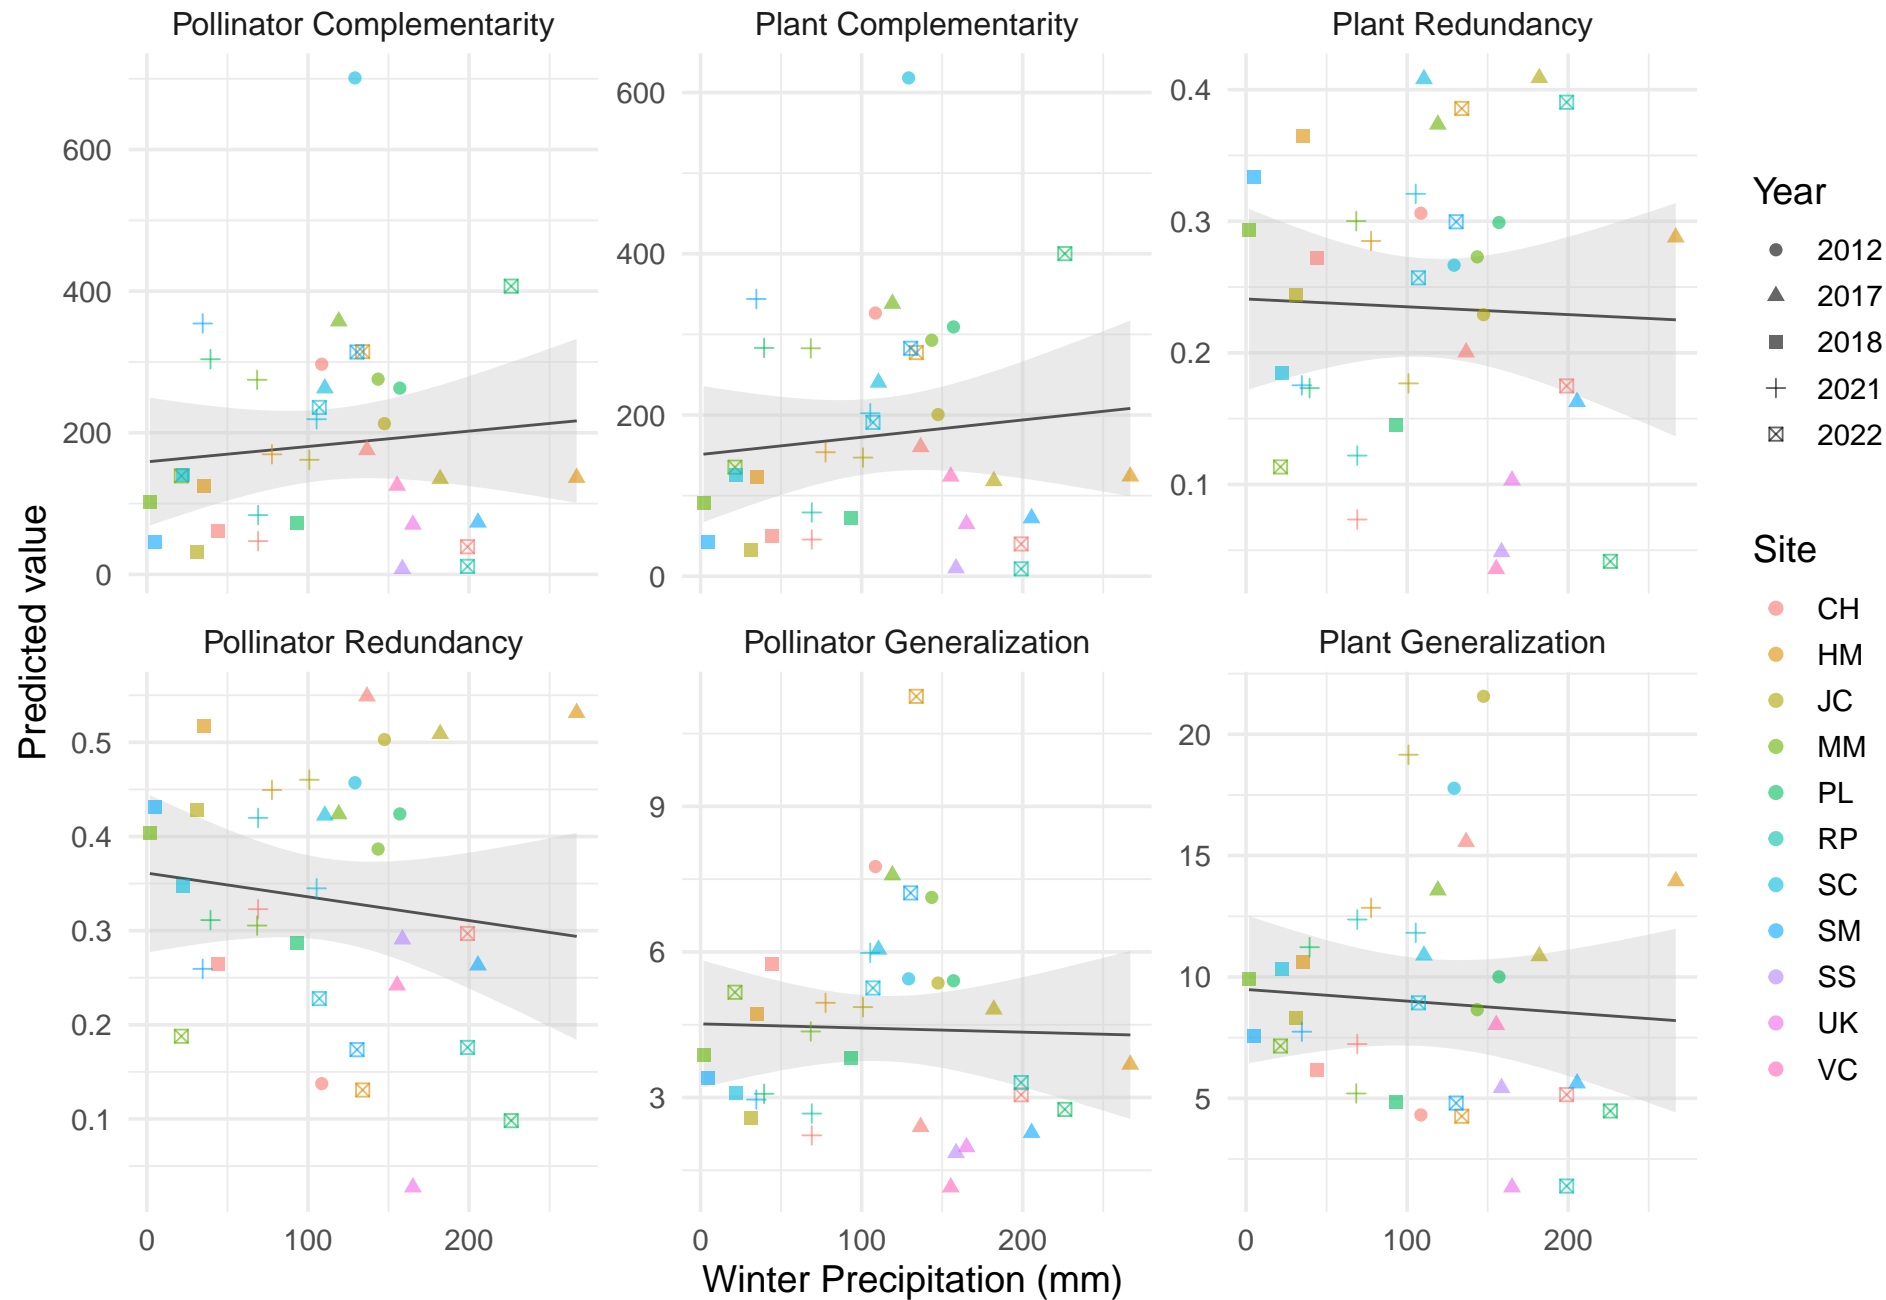 Pollinator Complementarity
Plant Complementarity
Plant Redundancy
600
400
200
0
600
400
200
0
0.4
0.3
0.2
0.1
Pollinator Redundancy
Pollinator Generalization
Plant Generalization
0.5
0.4
0.3
0.2
0.1
9
6
3
20
15
10
5
0 100 200
0 100 200
0 100 200
Winter Precipitation (mm)
Predicted value
Year
2012
2017
2018
2021
2022
Site
CH
HM
JC
MM
PL
RP
SC
SM
SS
UK
VC